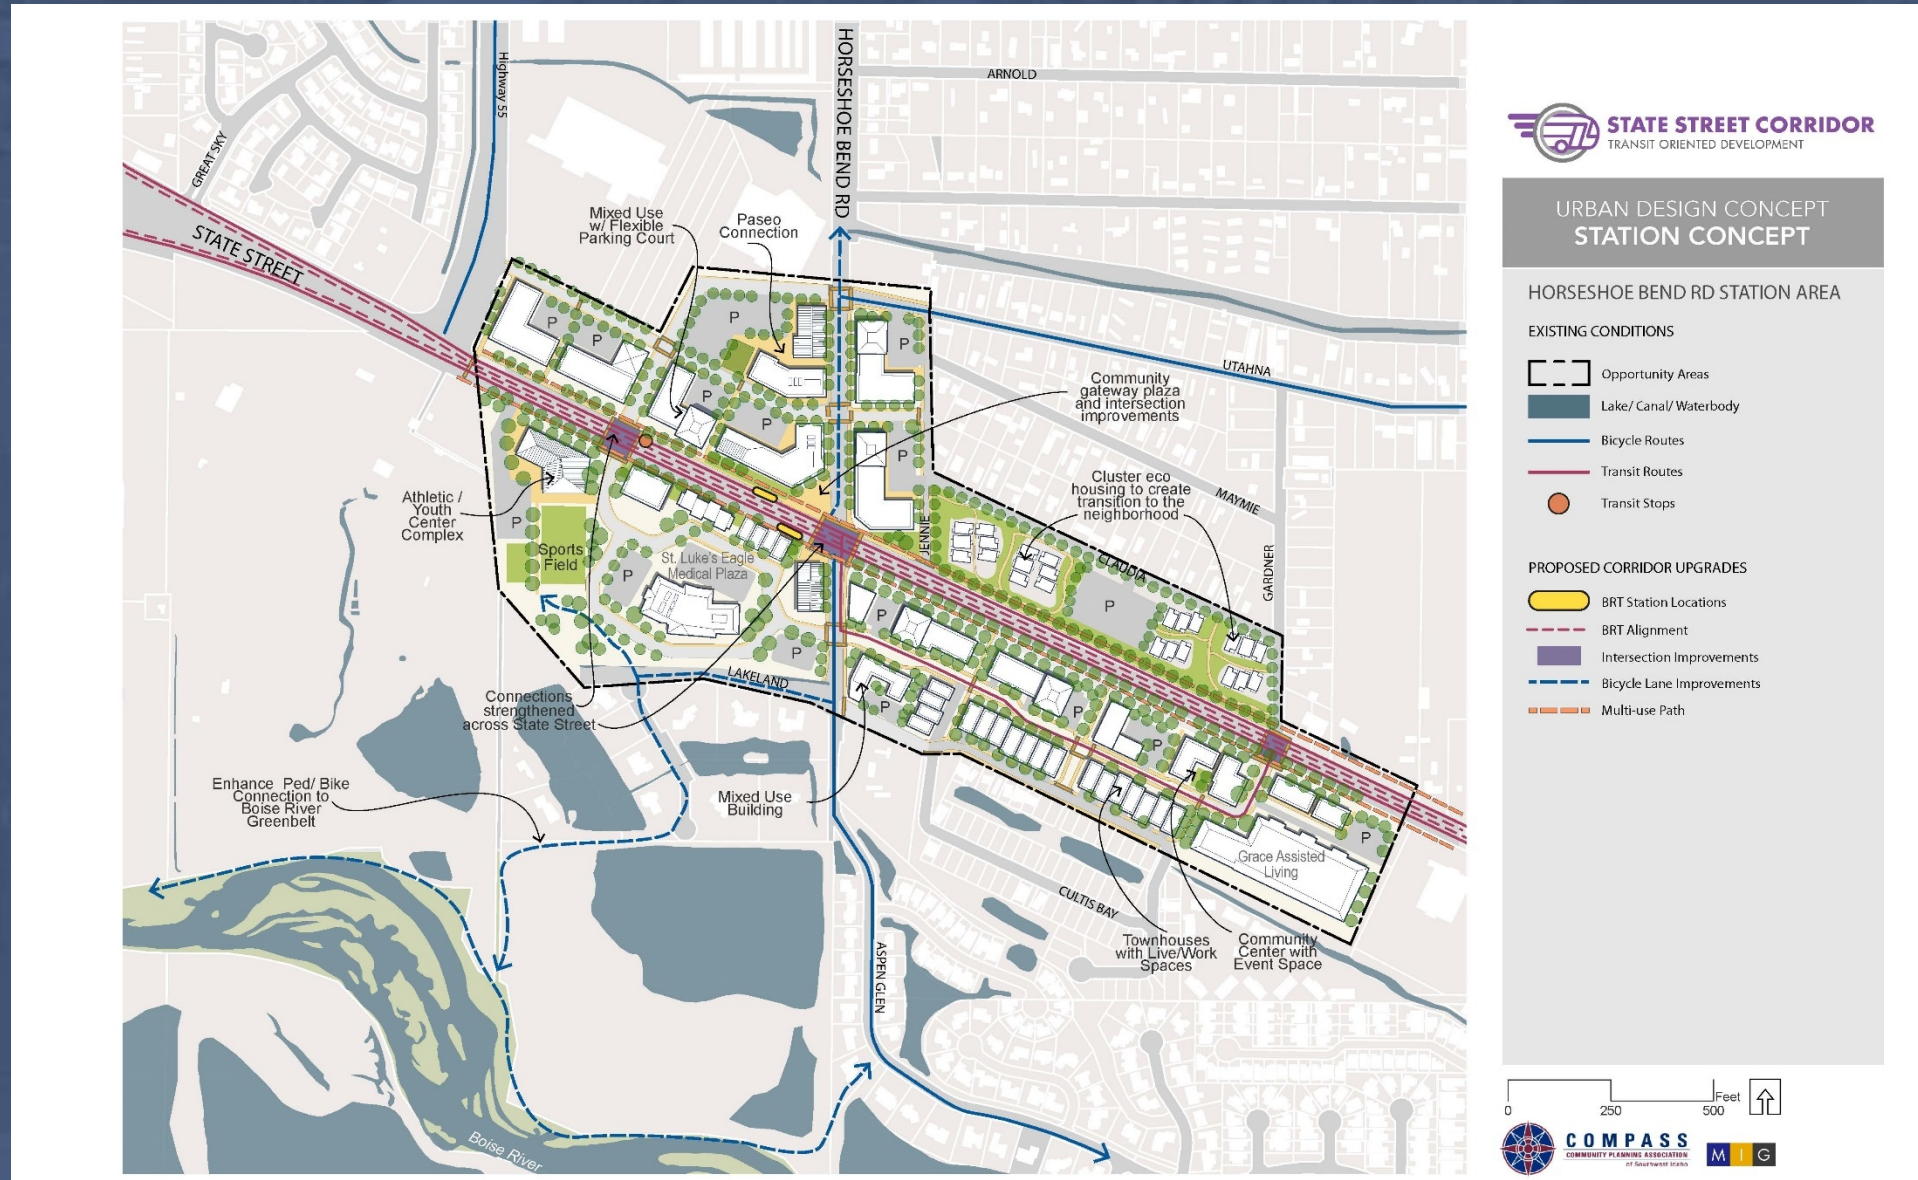 Highway 55
HORSESHOE BEND RD
ARNOLD
GREAT SKY
STATE STREET
Mixed Use
w/ Flexible
Parking Court
Paseo
Connection
P
P
P
P
P
P
P
UTAHNA
Community
gateway plaza
and intersection
improvements
Cluster eco
housing to create
transition to the
neighborhood
MAYMIE
JENNIE
CLAUDIA
GARDNER
Athletic /
Youth
Center
Complex
P
Sports
Field
P
St. Luke's Eagle
Medical Plaza
P
P
P
LAKELAND
P
P
P
P
Connections
strengthened
across State Street
Enhance Ped/ Bike
Connection to
Boise River
Greenbelt
Mixed Use
Building
Grace Assisted
Living
CULTIS BAY
Townhouses
with Live/Work
Spaces
Community
Center with
Event Space
ASPEN GLEN
Boise River
STATE STREET CORRIDOR
TRANSIT ORIENTED DEVELOPMENT
URBAN DESIGN CONCEPT
STATION CONCEPT
HORSESHOE BEND RD STATION AREA
EXISTING CONDITIONS
Opportunity Areas
Lake/ Canal/ Waterbody
Bicycle Routes
Transit Routes
Transit Stops
PROPOSED CORRIDOR UPGRADES
BRT Station Locations
BRT Alignment
Intersection Improvements
Bicycle Lane Improvements
Multi-use Path
0 250 500 Feet
COMPASS
COMMUNITY PLANNING ASSOCIATION
of Southwest Idaho
M I G